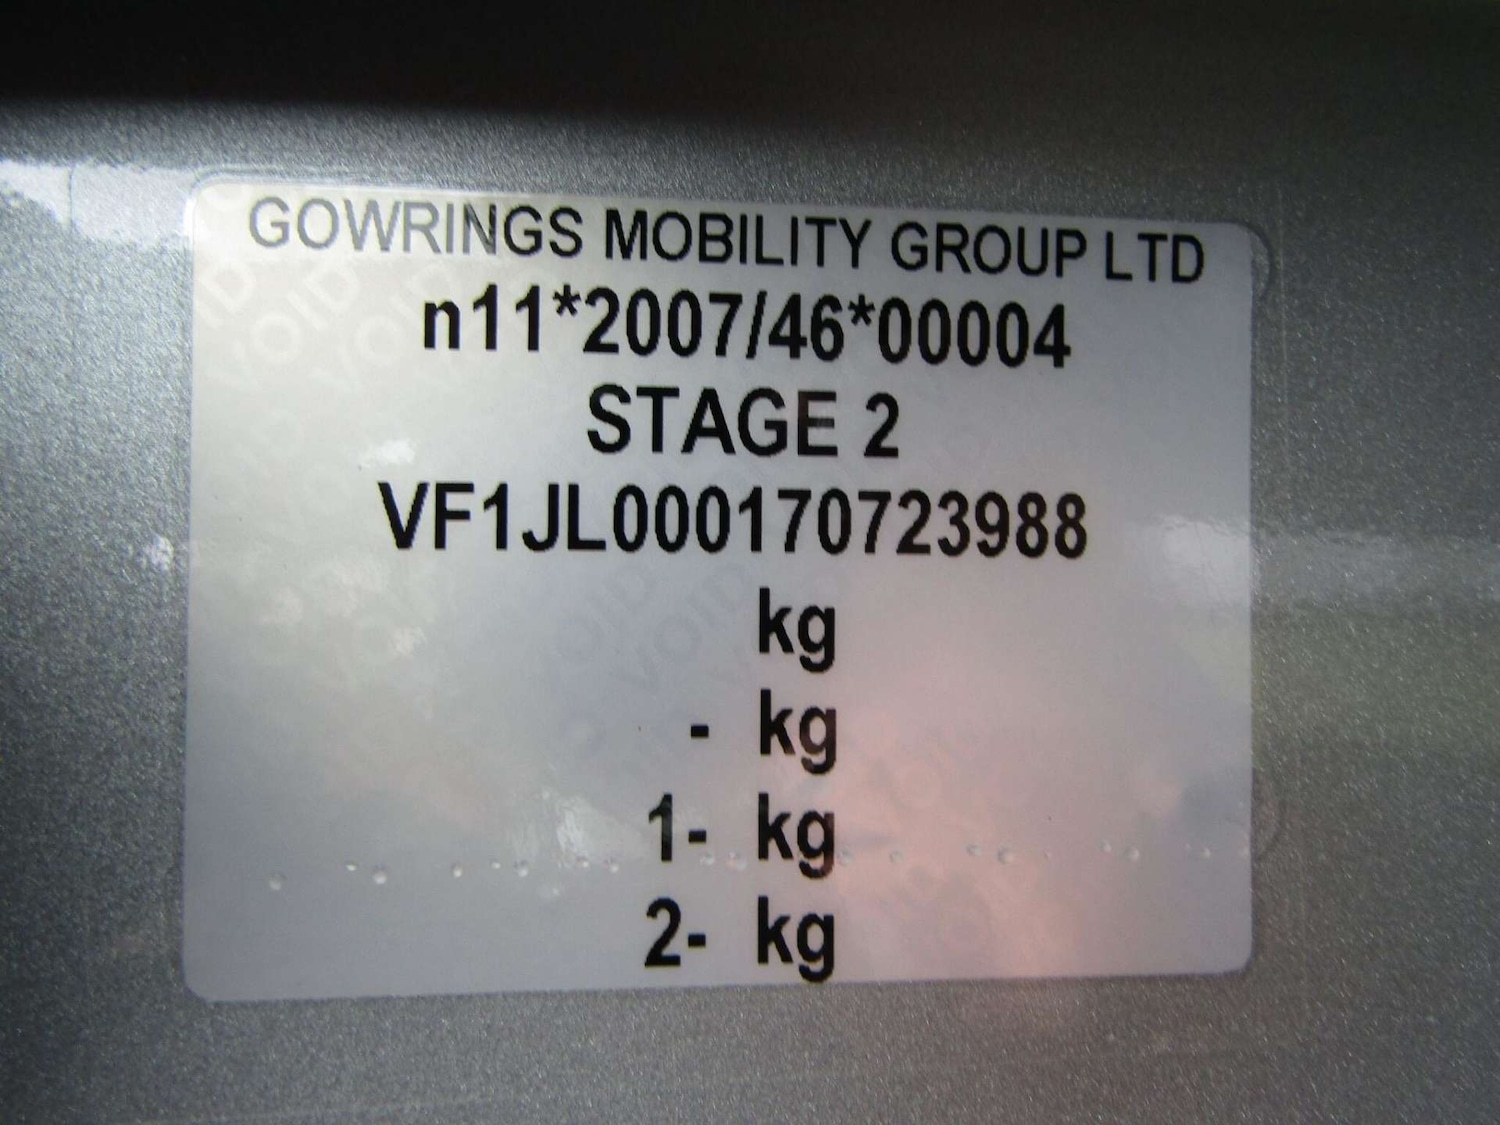 GOWRINGS MOBILITY GROUP LTD
n11*2007/46*00004
STAGE 2
VF1JL000170723988
kg
- kg
1- kg
2- kg